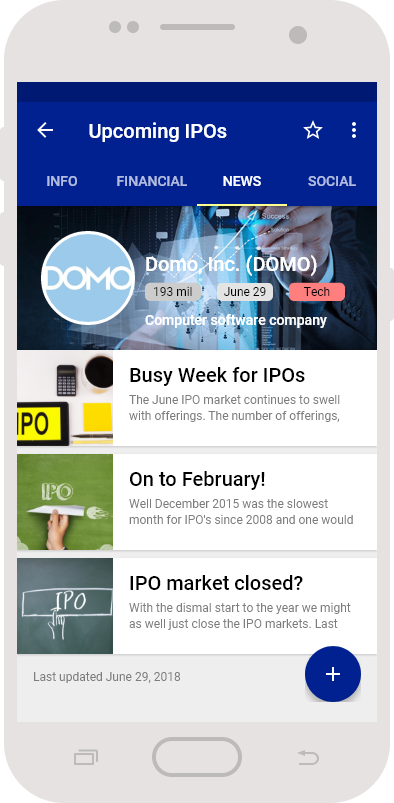 Upcoming IPOs
INFO FINANCIAL NEWS SOCIAL
Success
Solution
DOMO
Domo, Inc. (DOMO)
193 mil June 29 Tech
Computer software company
IPO
Busy Week for IPOs
The June IPO market continues to swell
with offerings. The number of offerings,
IPO
On to February!
Well December 2015 was the slowest
month for IPO's since 2008 and one would
IPO
IPO market closed?
With the dismal start to the year we might
as well just close the IPO markets. Last
Last updated June 29, 2018